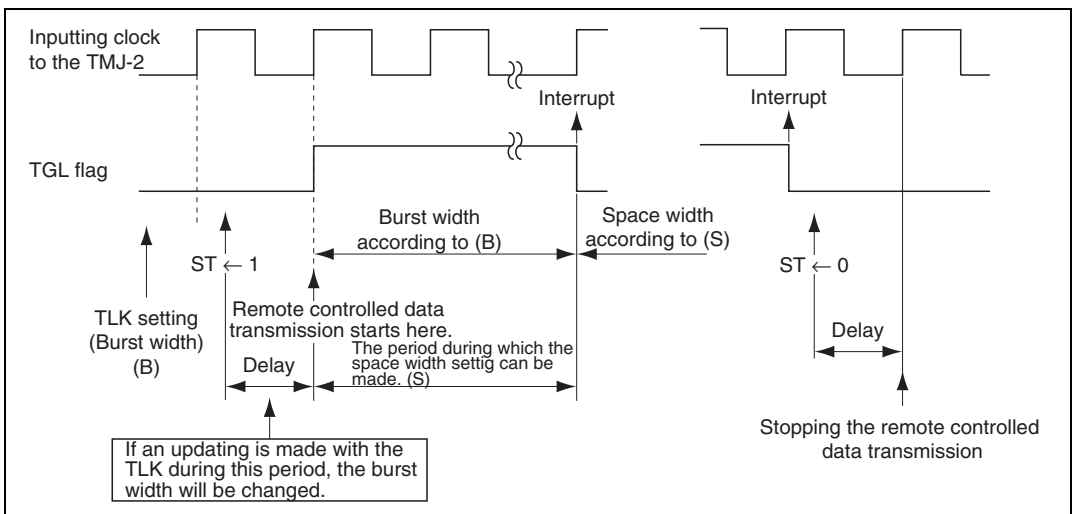 Inputting clock
to the TMJ-2
Interrupt
Interrupt
TGL flag
Burst width
according to (B)
Space width
according to (S)
ST ← 1
ST ← 0
TLK setting
(Burst width)
(B)
Remote controlled data
transmission starts here.
Delay
The period during which the
space width settig can be
made. (S)
Delay
If an updating is made with the
TLK during this period, the burst
width will be changed.
Stopping the remote controlled
data transmission